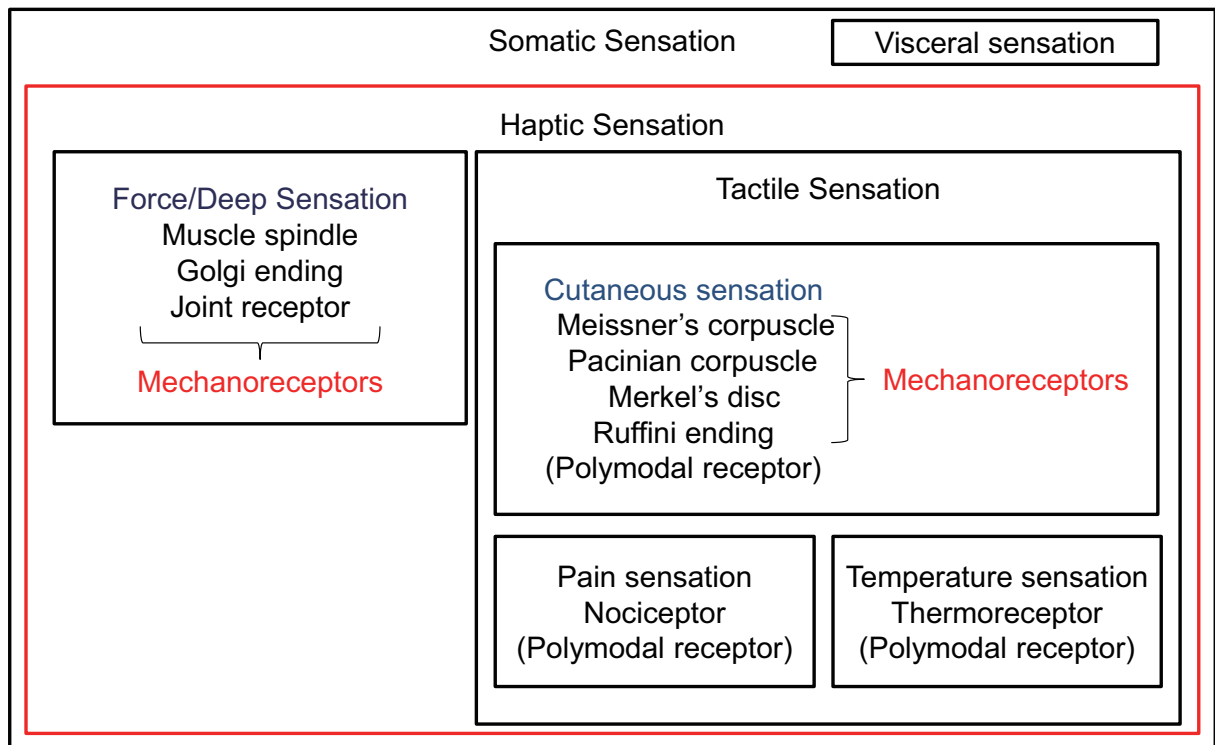 Somatic Sensation
Visceral sensation
Haptic Sensation
Force/Deep Sensation
Muscle spindle
Golgi ending
Joint receptor
Mechanoreceptors
Tactile Sensation
Cutaneous sensation
Meissner's corpuscle
Pacinian corpuscle
Merkel's disc
Ruffini ending
(Polymodal receptor)
Mechanoreceptors
Pain sensation
Nociceptor
(Polymodal receptor)
Temperature sensation
Thermoreceptor
(Polymodal receptor)